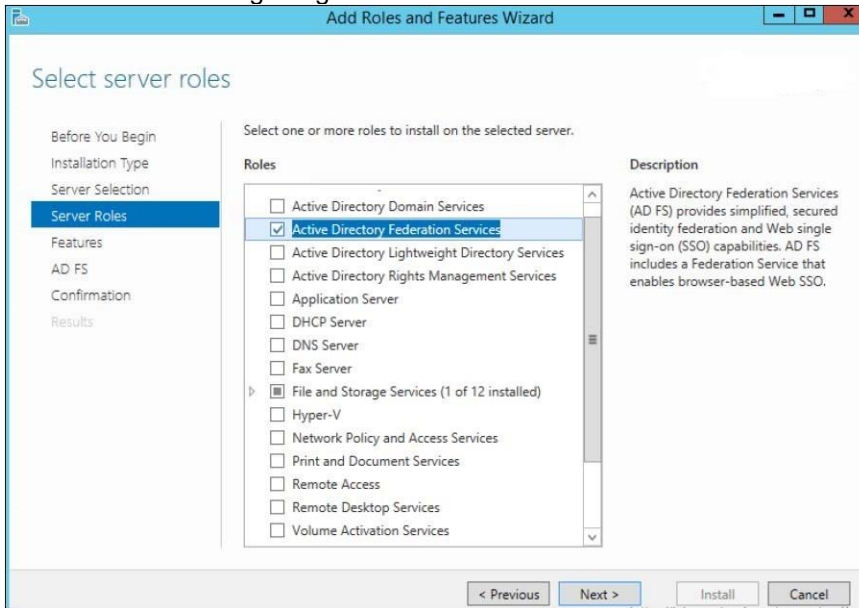 Add Roles and Features Wizard
Select server roles
Before You Begin
Installation Type
Server Selection
Server Roles
Features
AD FS
Confirmation
Results
Select one or more roles to install on the selected server.
Roles
Active Directory Domain Services
Active Directory Federation Services
Active Directory Lightweight Directory Services
Active Directory Rights Management Services
Application Server
DHCP Server
DNS Server
Fax Server
File and Storage Services (1 of 12 installed)
Hyper-V
Network Policy and Access Services
Print and Document Services
Remote Access
Remote Desktop Services
Volume Activation Services
Description
Active Directory Federation Services
(AD FS) provides simplified, secured
identity federation and Web single
sign-on (SSO) capabilities. AD FS
includes a Federation Service that
enables browser-based Web SSO.
< Previous
Next >
Install
Cancel